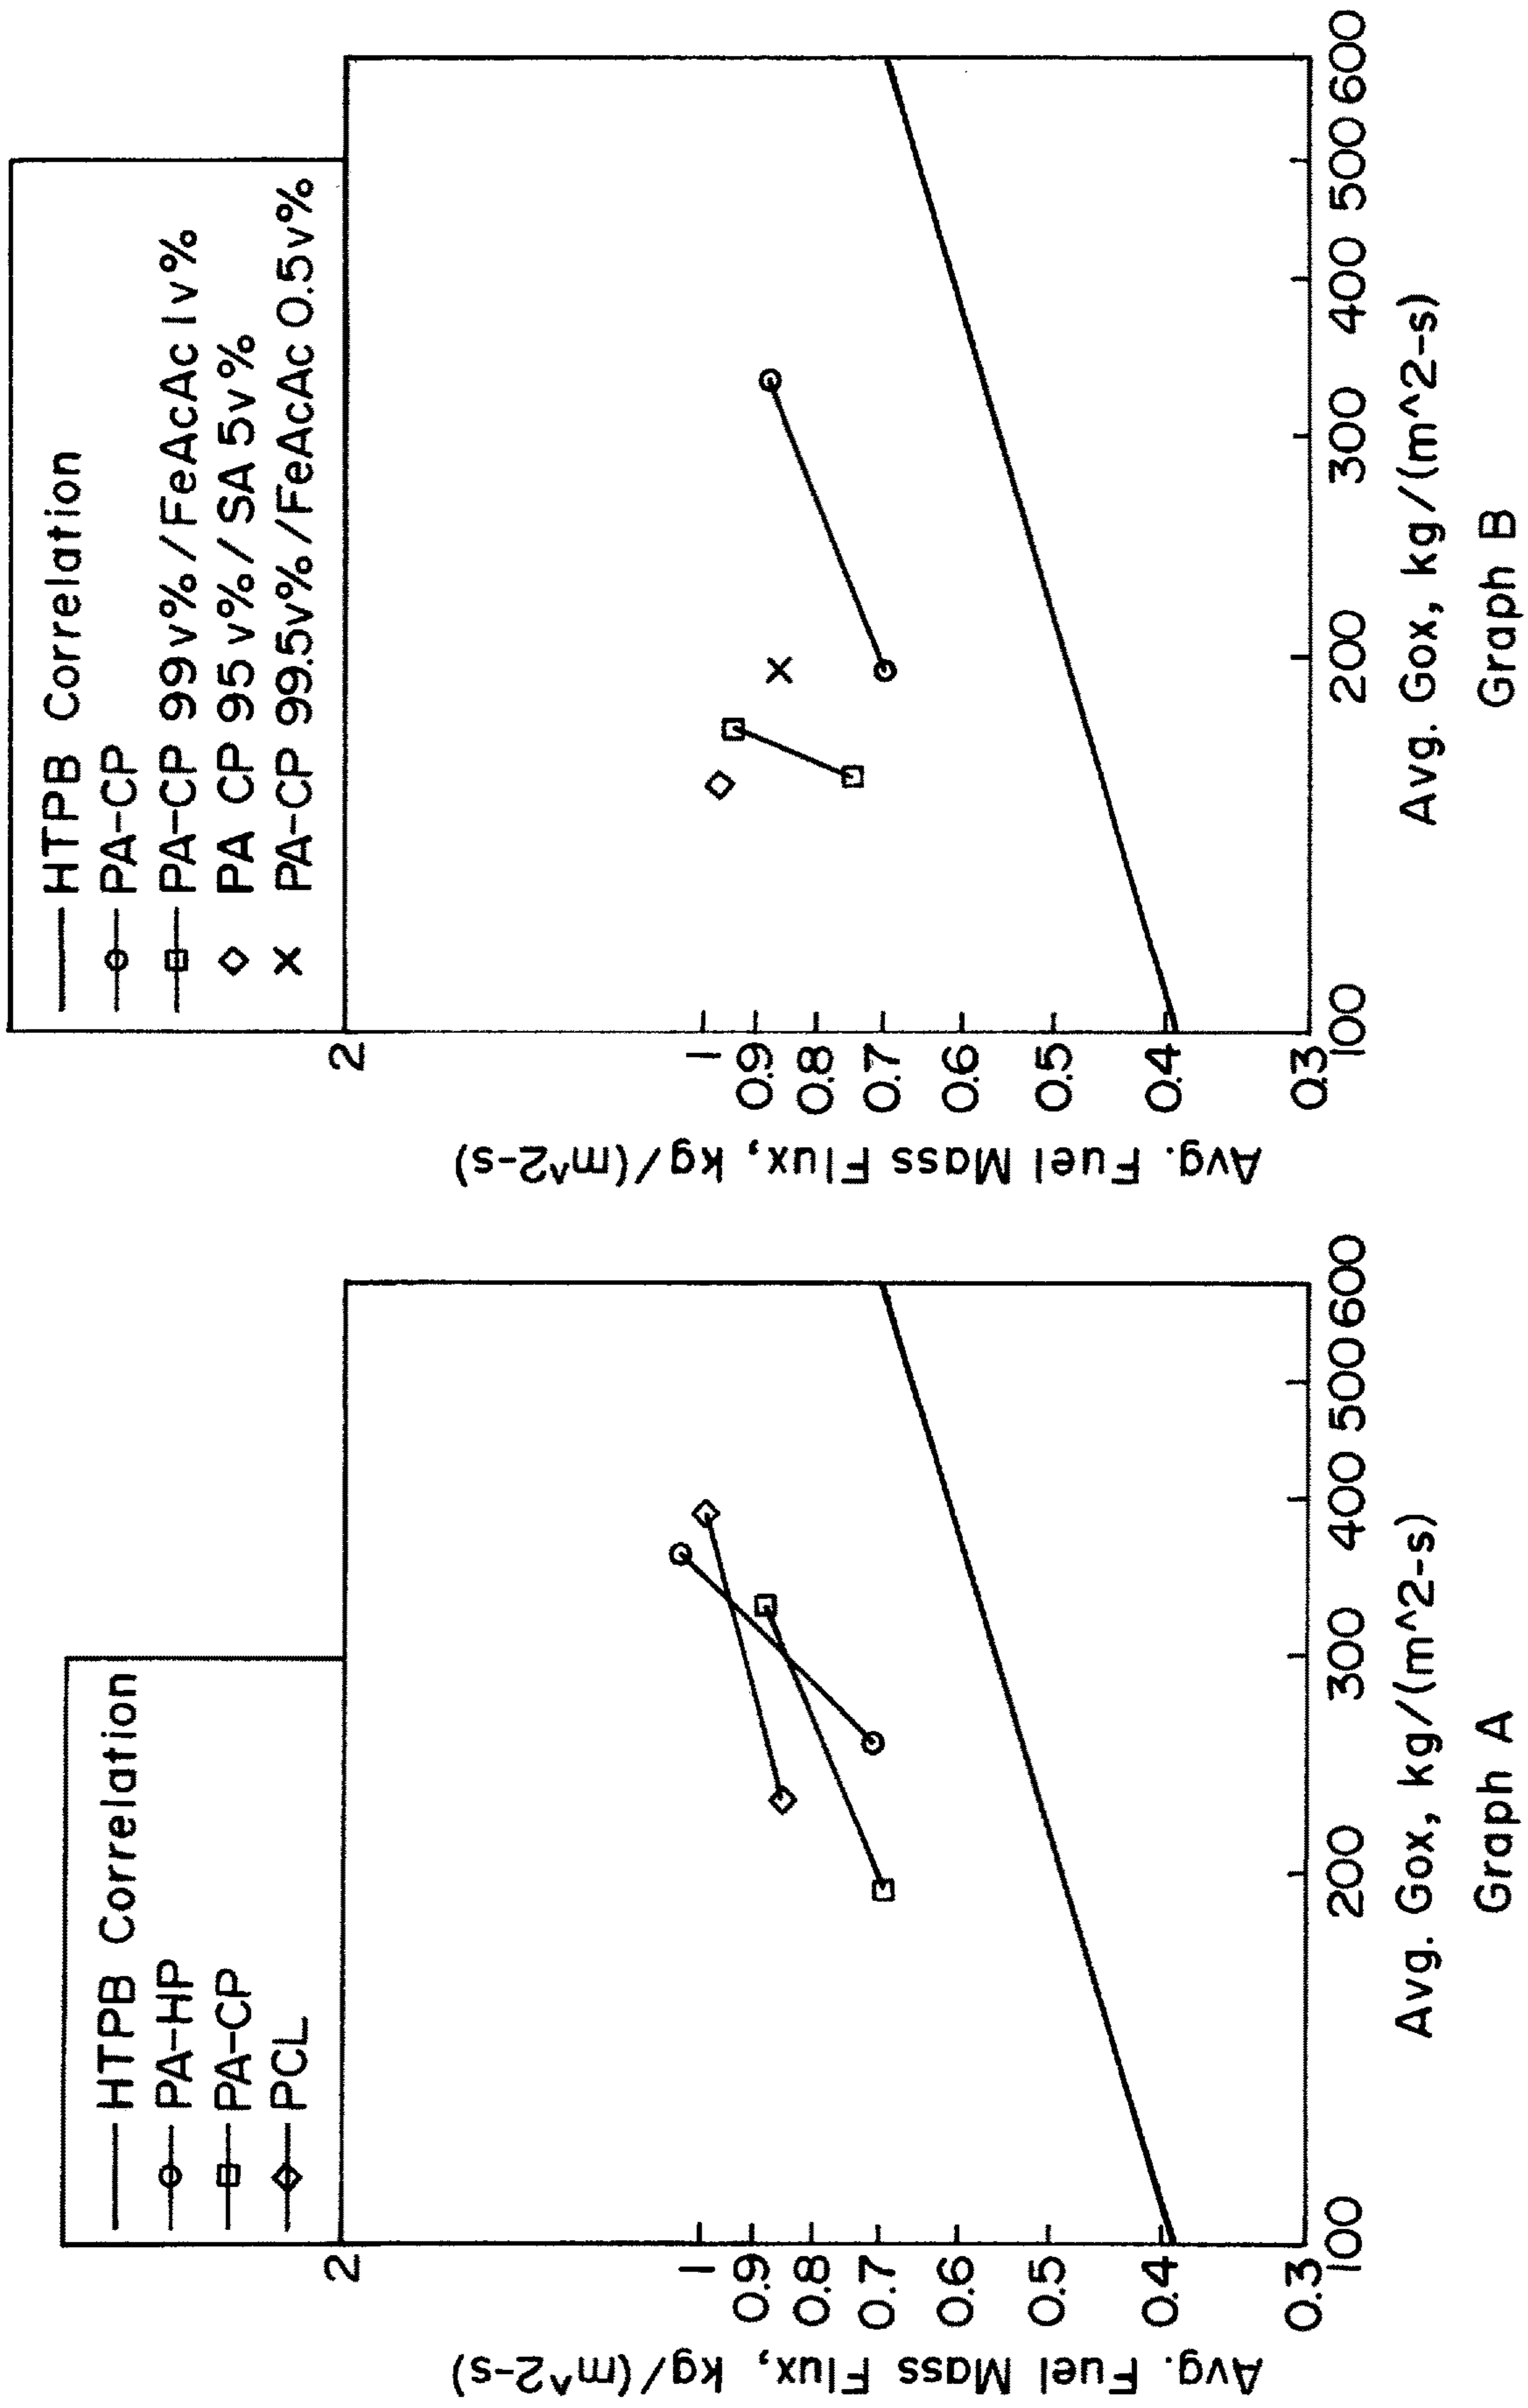 HTPB Correlation
PA-HP
PA-CP
PCL
2
1
0.9
0.8
0.7
0.6
0.5
0.4
0.3
Avg. Fuel Mass Flux, kg/(m^2-s)
100
200
300
400
500
600
Avg. Gox, kg/(m^2-s)
Graph A
HTPB Correlation
PA-CP
PA-CP 99v%/FeAcAc 1v%
PA CP 95v%/SA 5v%
PA-CP 99.5v%/FeAcAc 0.5v%
2
1
0.9
0.8
0.7
0.6
0.5
0.4
0.3
Avg. Fuel Mass Flux, kg/(m^2-s)
100
200
300
400
500
600
Avg. Gox, kg/(m^2-s)
Graph B